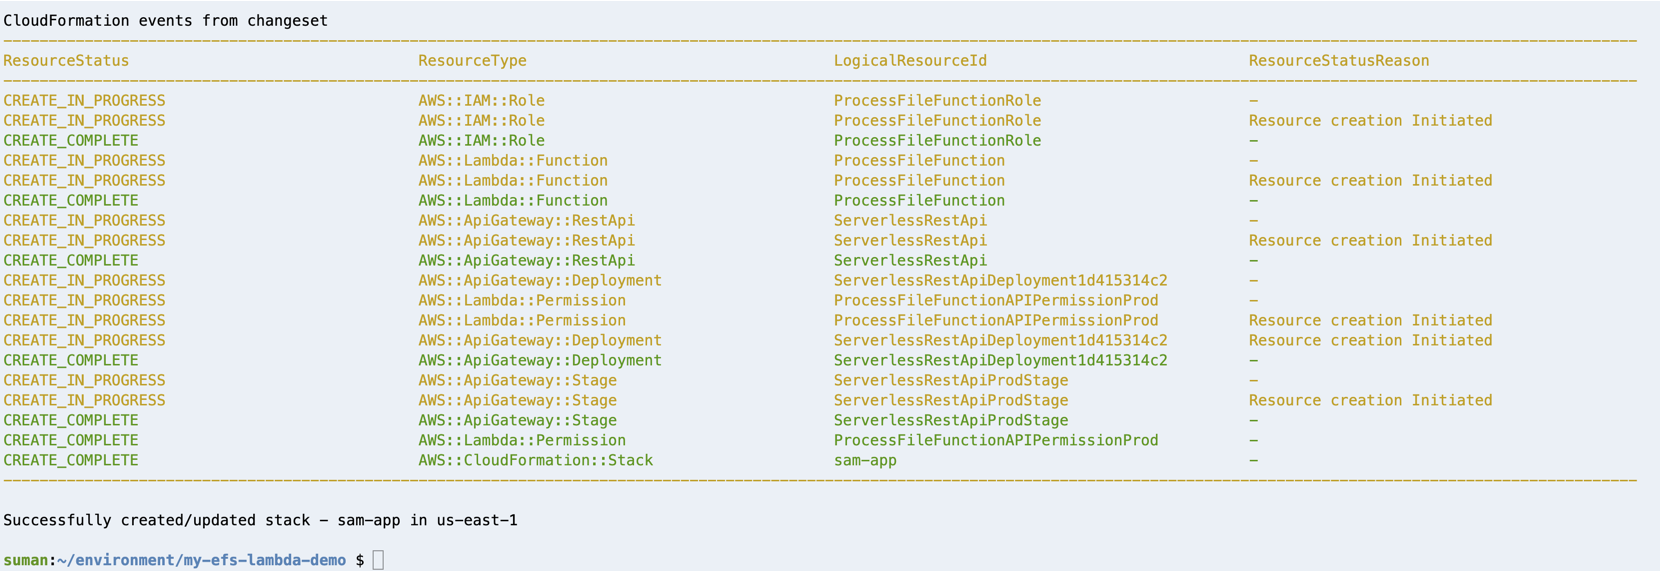 CloudFormation events from changeset
ResourceStatus ResourceType LogicalResourceId ResourceStatusReason
CREATE_IN_PROGRESS AWS::IAM::Role ProcessFileFunctionRole -
CREATE_IN_PROGRESS AWS::IAM::Role ProcessFileFunctionRole Resource creation Initiated
CREATE_COMPLETE AWS::IAM::Role ProcessFileFunctionRole -
CREATE_IN_PROGRESS AWS::Lambda::Function ProcessFileFunction -
CREATE_IN_PROGRESS AWS::Lambda::Function ProcessFileFunction Resource creation Initiated
CREATE_COMPLETE AWS::Lambda::Function ProcessFileFunction -
CREATE_IN_PROGRESS AWS::ApiGateway::RestApi ServerlessRestApi -
CREATE_IN_PROGRESS AWS::ApiGateway::RestApi ServerlessRestApi Resource creation Initiated
CREATE_COMPLETE AWS::ApiGateway::RestApi ServerlessRestApi -
CREATE_IN_PROGRESS AWS::ApiGateway::Deployment ServerlessRestApiDeployment1d415314c2 -
CREATE_IN_PROGRESS AWS::Lambda::Permission ProcessFileFunctionAPIPermissionProd -
CREATE_IN_PROGRESS AWS::Lambda::Permission ProcessFileFunctionAPIPermissionProd Resource creation Initiated
CREATE_IN_PROGRESS AWS::ApiGateway::Deployment ServerlessRestApiDeployment1d415314c2 Resource creation Initiated
CREATE_COMPLETE AWS::ApiGateway::Deployment ServerlessRestApiDeployment1d415314c2 -
CREATE_IN_PROGRESS AWS::ApiGateway::Stage ServerlessRestApiProdStage -
CREATE_IN_PROGRESS AWS::ApiGateway::Stage ServerlessRestApiProdStage Resource creation Initiated
CREATE_COMPLETE AWS::ApiGateway::Stage ServerlessRestApiProdStage -
CREATE_COMPLETE AWS::Lambda::Permission ProcessFileFunctionAPIPermissionProd -
CREATE_COMPLETE AWS::CloudFormation::Stack sam-app -
Successfully created/updated stack - sam-app in us-east-1
suman:~/environment/my-efs-lambda-demo $